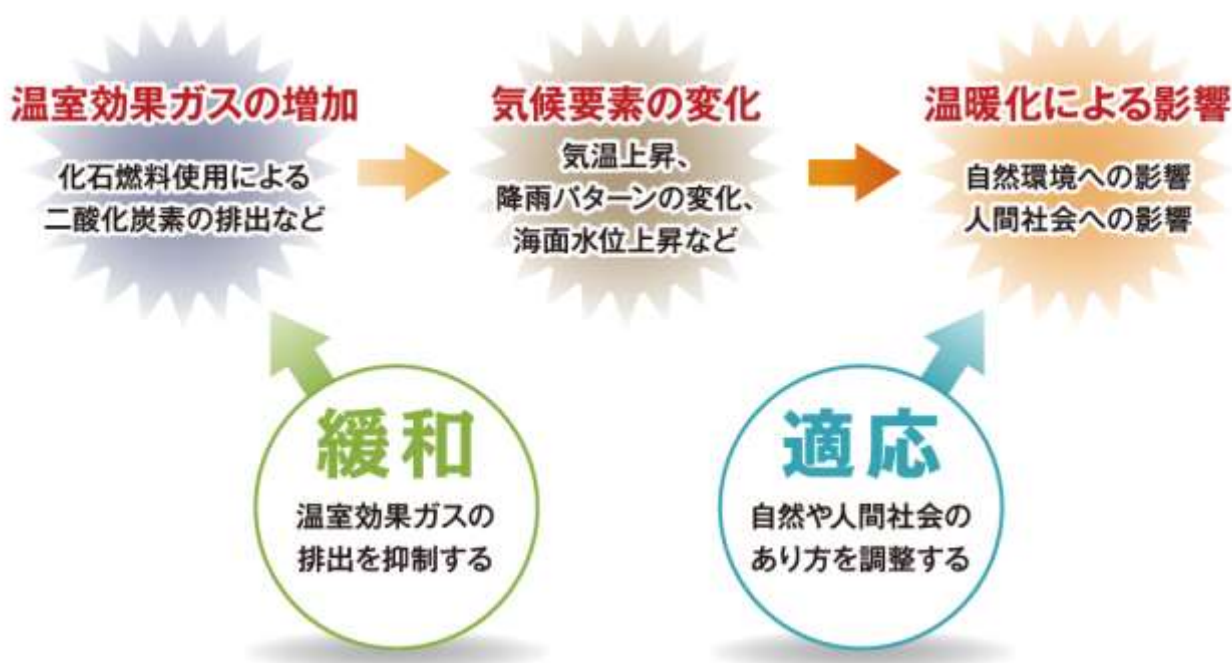 温室効果ガスの増加
化石燃料使用による
二酸化炭素の排出など
気候要素の変化
気温上昇、
降雨パターンの変化、
海面水位上昇など
温暖化による影響
自然環境への影響
人間社会への影響
緩和
温室効果ガスの
排出を抑制する
適応
自然や人間社会の
あり方を調整する